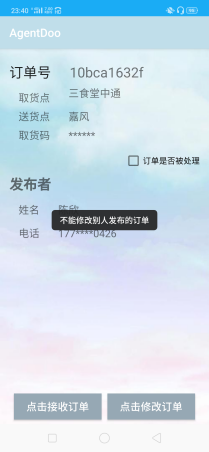 23:40
AgentDoo
订单号 10bca1632f
取货点 三食堂中通
送货点 嘉风
取货码 ******
订单是否被处理
发布者
姓名
不能修改别人发布的订单
电话 177****0426
点击接收订单 点击修改订单